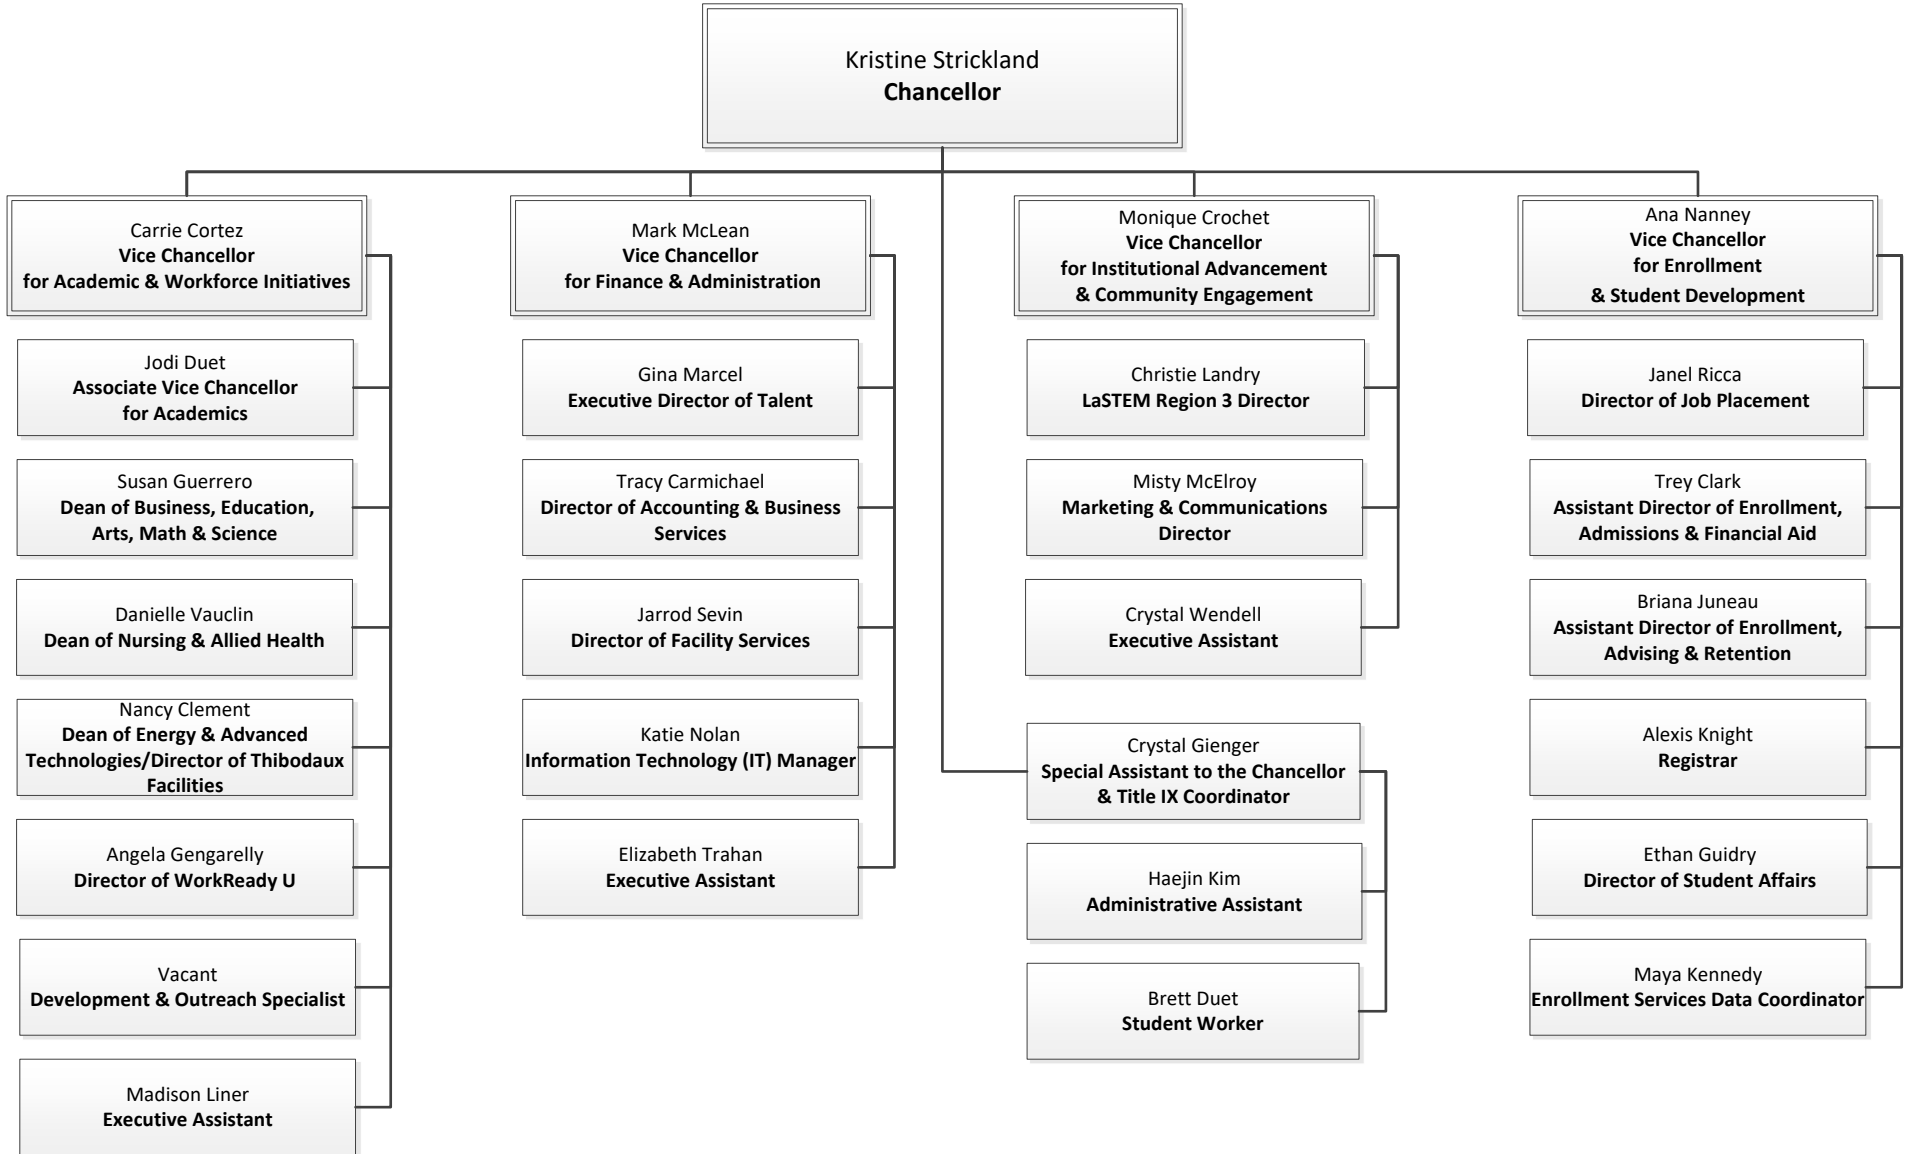 Kristine Strickland
Chancellor
Carrie Cortez
Vice Chancellor
for Academic & Workforce Initiatives
Jodi Duet
Associate Vice Chancellor
for Academics
Susan Guerrero
Dean of Business, Education,
Arts, Math & Science
Danielle Vauclin
Dean of Nursing & Allied Health
Nancy Clement
Dean of Energy & Advanced
Technologies/Director of Thibodaux
Facilities
Angela Gengarelly
Director of WorkReady U
Vacant
Development & Outreach Specialist
Madison Liner
Executive Assistant
Mark McLean
Vice Chancellor
for Finance & Administration
Gina Marcel
Executive Director of Talent
Tracy Carmichael
Director of Accounting & Business
Services
Jarrod Sevin
Director of Facility Services
Katie Nolan
Information Technology (IT) Manager
Elizabeth Trahan
Executive Assistant
Monique Crochet
Vice Chancellor
for Institutional Advancement
& Community Engagement
Christie Landry
LaSTEM Region 3 Director
Misty McElroy
Marketing & Communications
Director
Crystal Wendell
Executive Assistant
Crystal Gienger
Special Assistant to the Chancellor
& Title IX Coordinator
Haejin Kim
Administrative Assistant
Brett Duet
Student Worker
Ana Nanney
Vice Chancellor
for Enrollment
& Student Development
Janel Ricca
Director of Job Placement
Trey Clark
Assistant Director of Enrollment,
Admissions & Financial Aid
Briana Juneau
Assistant Director of Enrollment,
Advising & Retention
Alexis Knight
Registrar
Ethan Guidry
Director of Student Affairs
Maya Kennedy
Enrollment Services Data Coordinator